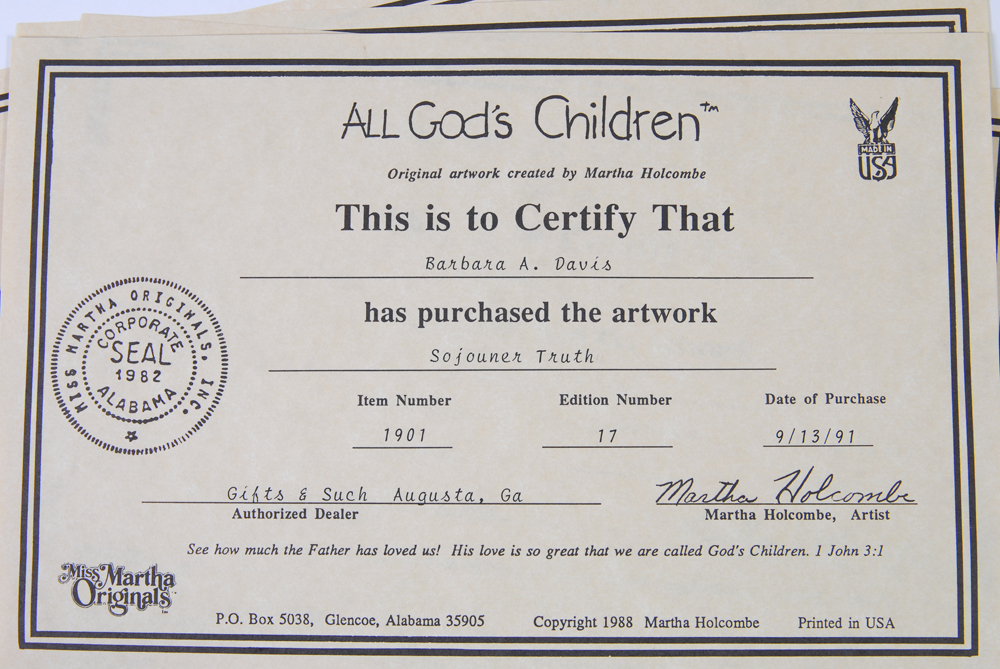 ALL God's Children™
MADE IN
USA
Original artwork created by Martha Holcombe
This is to Certify That
Barbara A. Davis
has purchased the artwork
Sojouner Truth
MISS MARTHA ORIGINALS, INC.
CORPORATE
SEAL
1982
ALABAMA
Item Number Edition Number Date of Purchase
1901 17 9/13/91
Gifts & Such Augusta, Ga Martha Holcombe
Authorized Dealer Martha Holcombe, Artist
See how much the Father has loved us! His love is so great that we are called God's Children. 1 John 3:1
Miss Martha
Originals Inc
P.O. Box 5038, Glencoe, Alabama 35905 Copyright 1988 Martha Holcombe Printed in USA